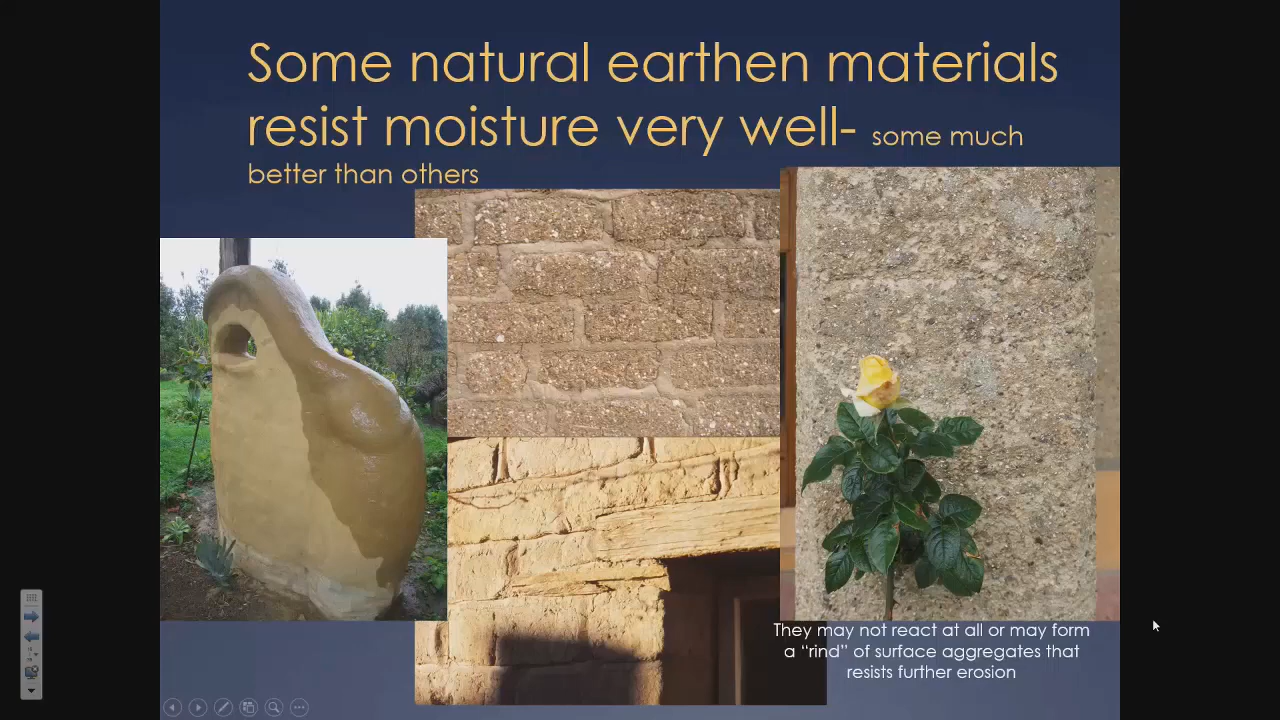 Some natural earthen materials
resist moisture very well- some much
better than others
They may not react at all or may form
a “rind” of surface aggregates that
resists further erosion